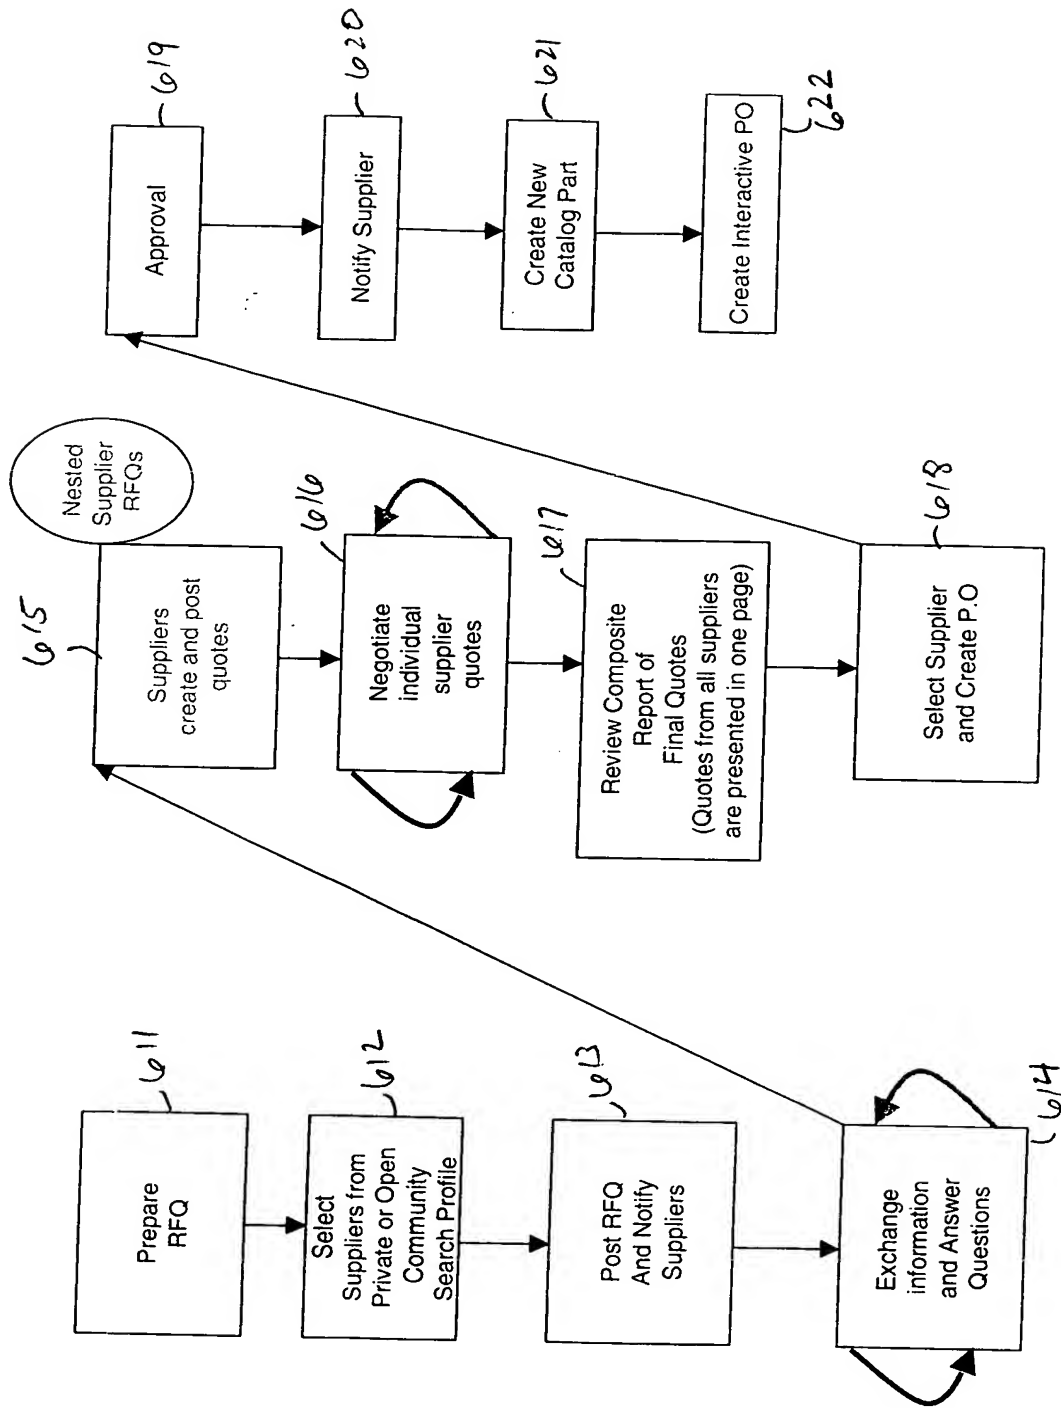 611
Prepare
RFQ
612
Select
Suppliers from
Private or Open
Community
Search Profile
613
Post RFQ
And Notify
Suppliers
614
Exchange
information
and Answer
Questions
615
Suppliers
create and post
quotes
Nested
Supplier
RFQs
616
Negotiate
individual
supplier
quotes
617
Review Composite
Report of
Final Quotes
(Quotes from all suppliers
are presented in one page)
618
Select Supplier
and Create P.O
619
Approval
620
Notify Supplier
621
Create New
Catalog Part
622
Create Interactive PO